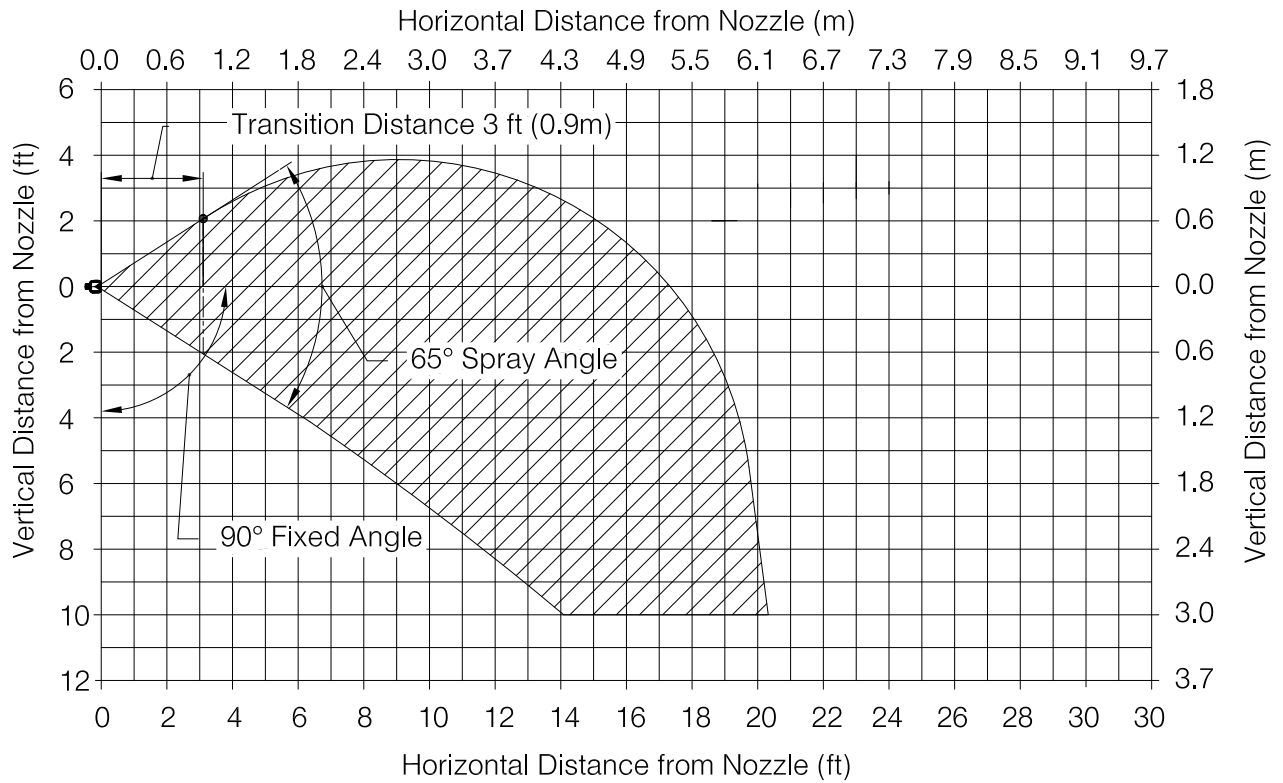 Horizontal Distance from Nozzle (m)
0.0 0.6 1.2 1.8 2.4 3.0 3.7 4.3 4.9 5.5 6.1 6.7 7.3 7.9 8.5 9.1 9.7
6 1.8
Transition Distance 3 ft (0.9m)
4 1.2
2 0.6
0 0.0
2 0.6
65° Spray Angle
4 1.2
6 1.8
90° Fixed Angle
8 2.4
10 3.0
12 3.7
0 2 4 6 8 10 12 14 16 18 20 22 24 26 28 30 30
Horizontal Distance from Nozzle (ft)
Vertical Distance from Nozzle (ft)
Vertical Distance from Nozzle (m)